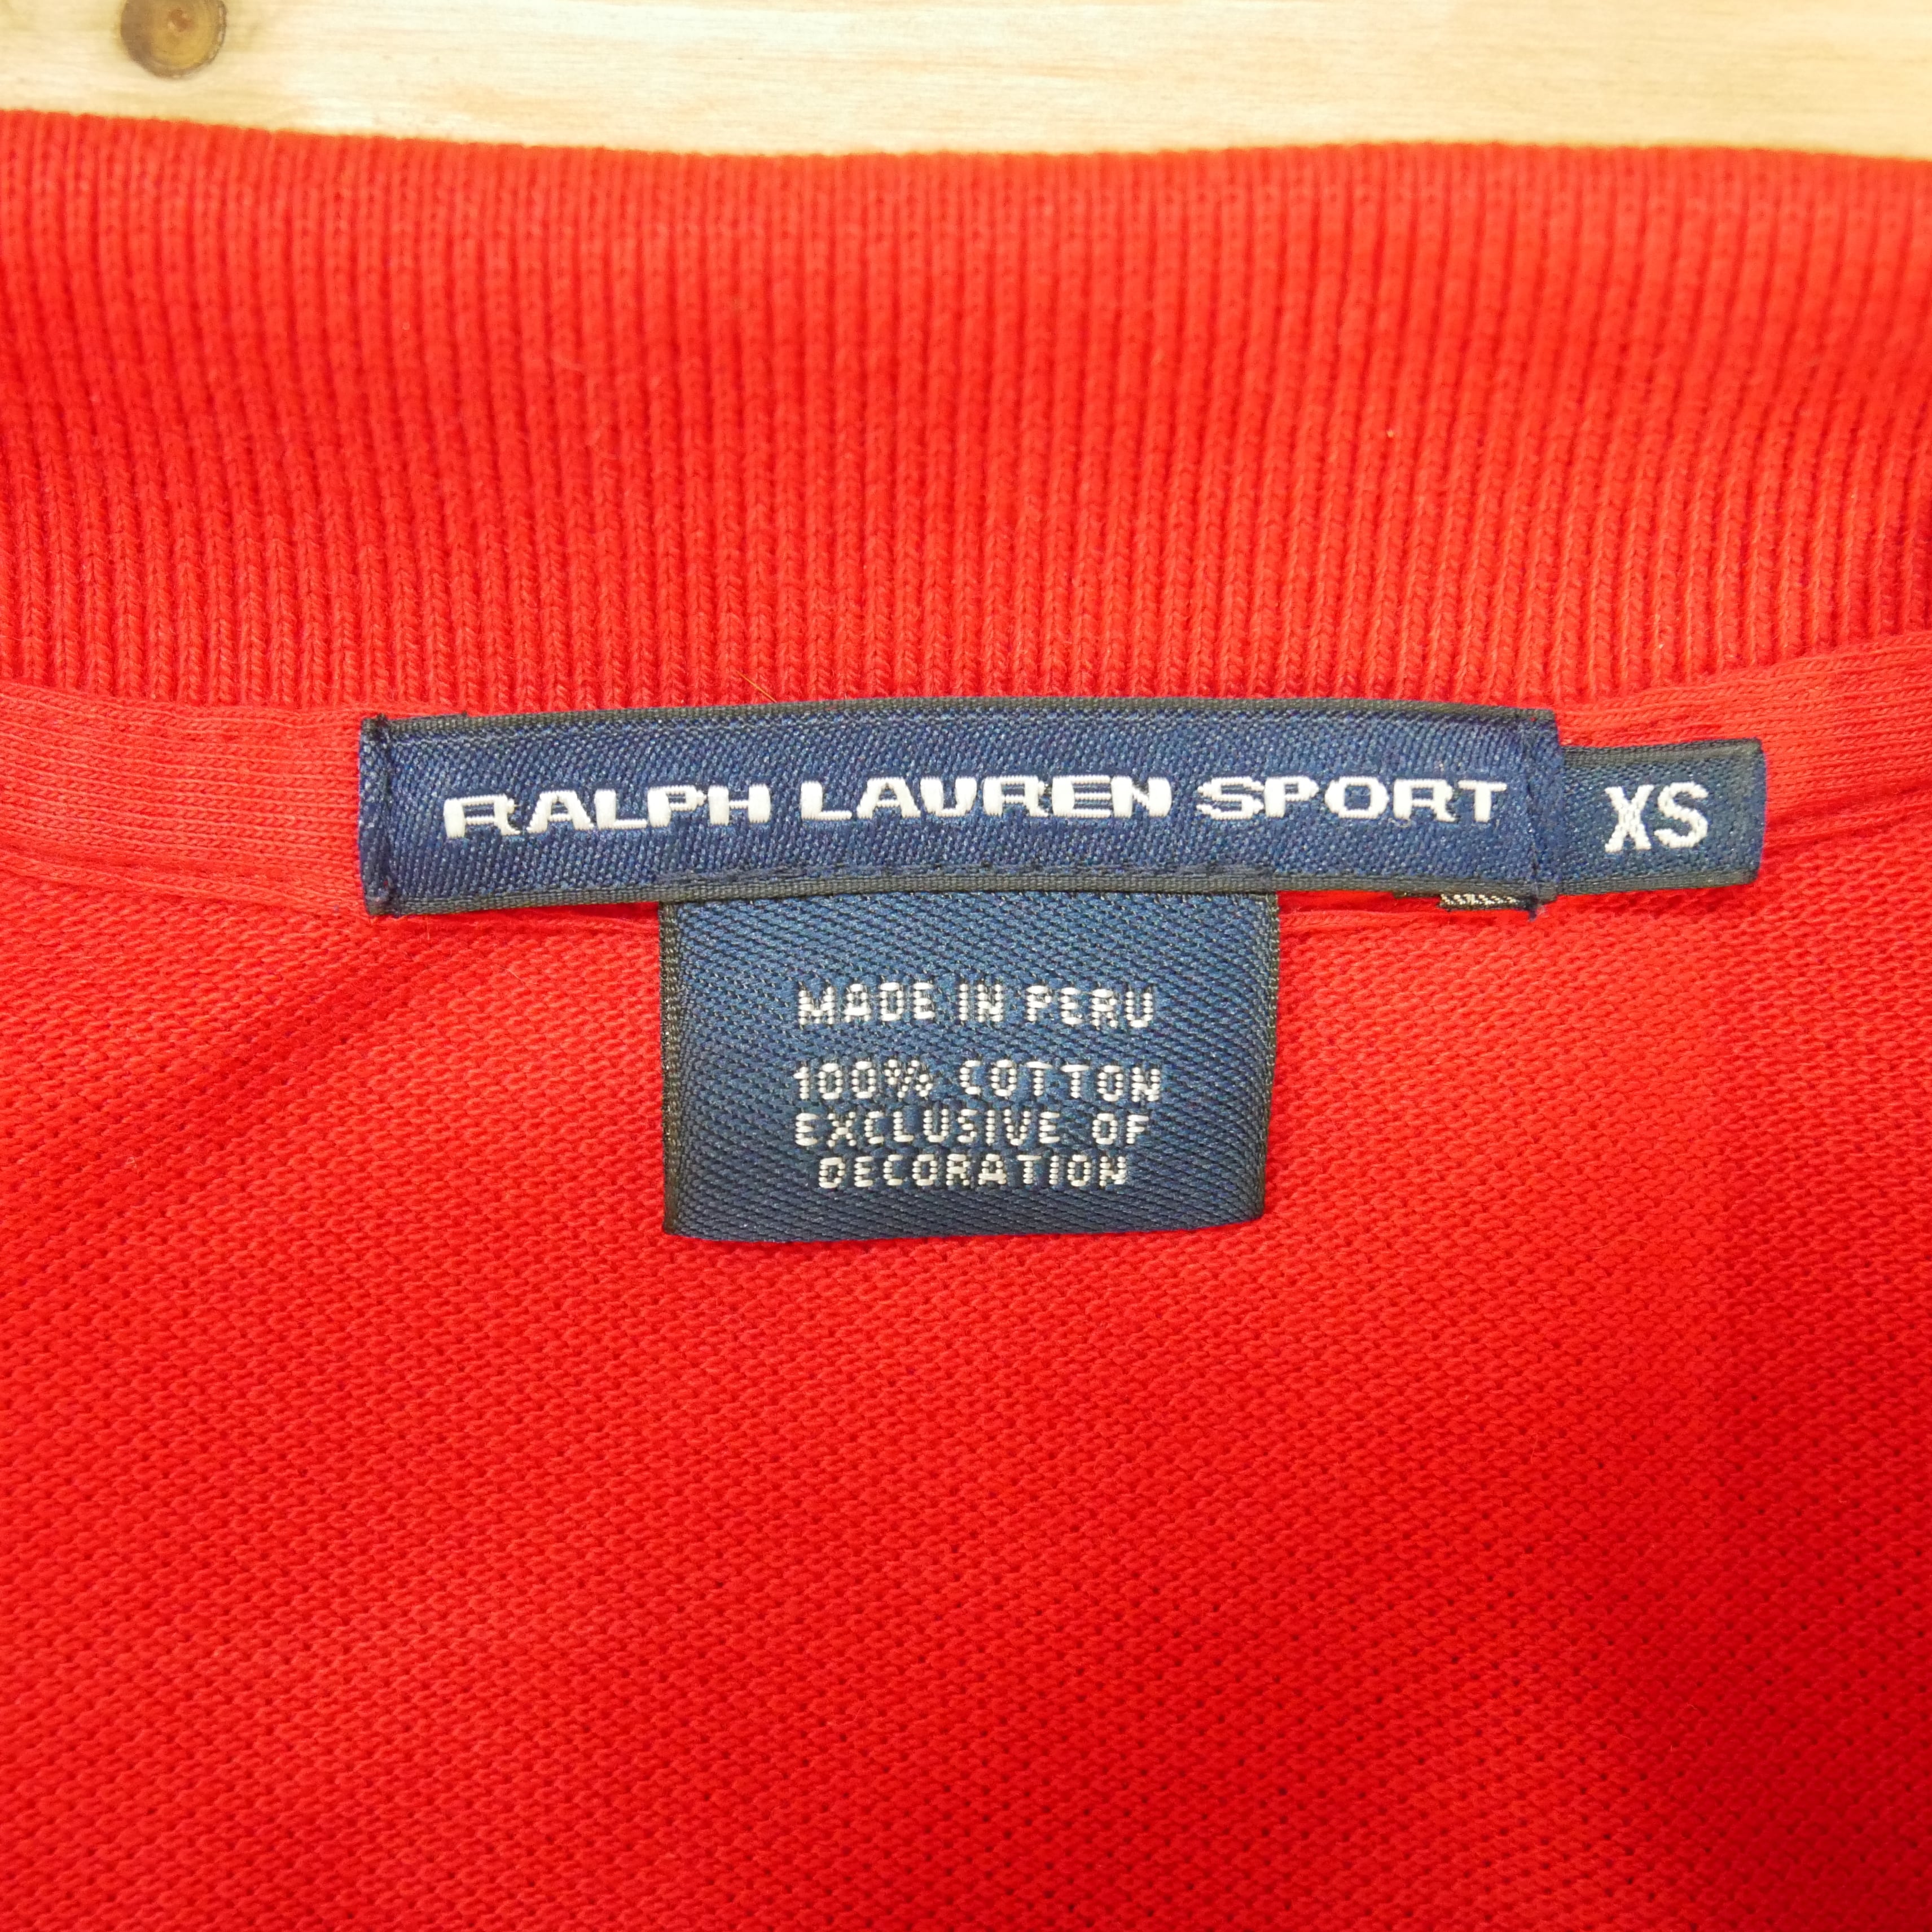 RALPH LAUREN SPORT
XS
MADE IN PERU
100% COTTON
EXCLUSIVE OF
DECORATION